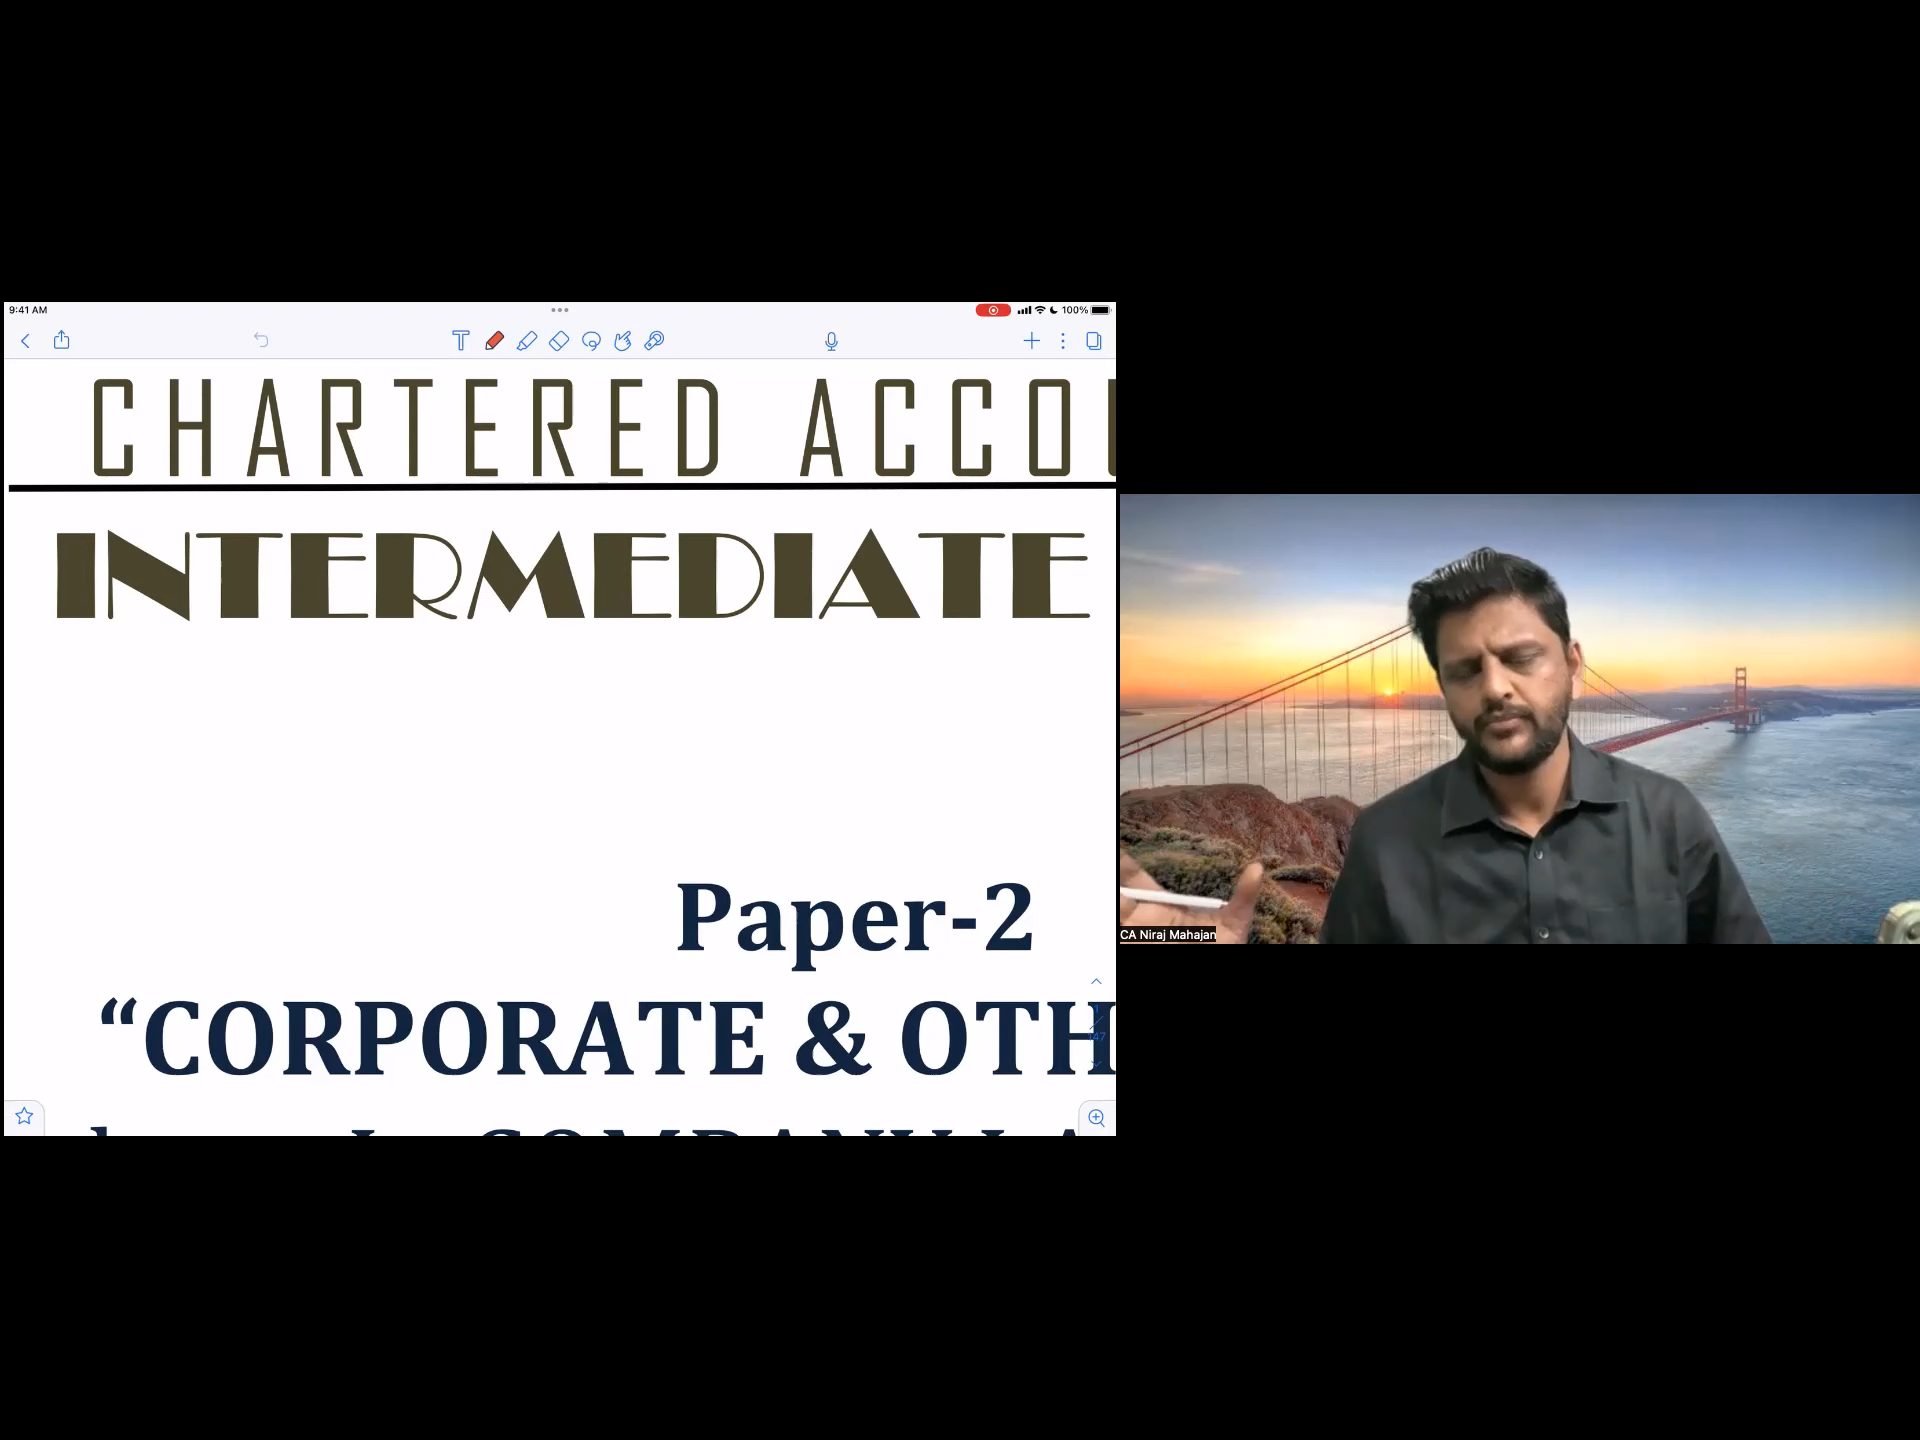 9:41 AM
100%
CHARTERED ACCO
INTERMEDIATE
Paper-2
“CORPORATE & OTH
CA Niraj Mahajan